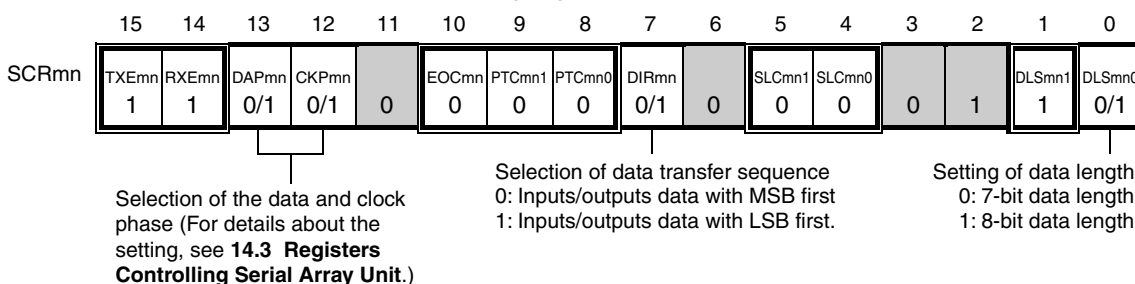 15 14 13 12 11 10 9 8 7 6 5 4 3 2 1 0
SCRmn TXEmn RXEmn DAPmn CKPmn EOCmn PTCmn1 PTCmn0 DIRmn SLCmn1 SLCmn0 DLSmn1 DLSmn0
1 1 0/1 0/1 0 0 0 0 0/1 0 0 0 0 1 1 0/1
Selection of the data and clock
phase (For details about the
setting, see 14.3 Registers
Controlling Serial Array Unit.)
Selection of data transfer sequence
0: Inputs/outputs data with MSB first
1: Inputs/outputs data with LSB first.
Setting of data length
0: 7-bit data length
1: 8-bit data length